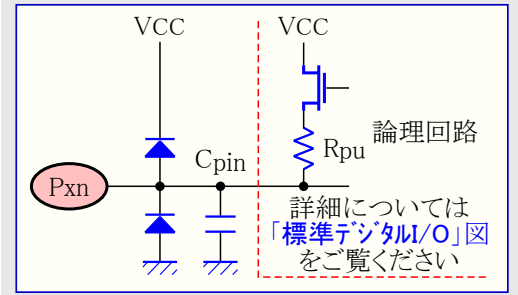 VCC
VCC
論理回路
Cpin
Rpu
Pxn
詳細については
「標準ﾃﾞｼﾞﾀﾙI/O」図
をご覧ください